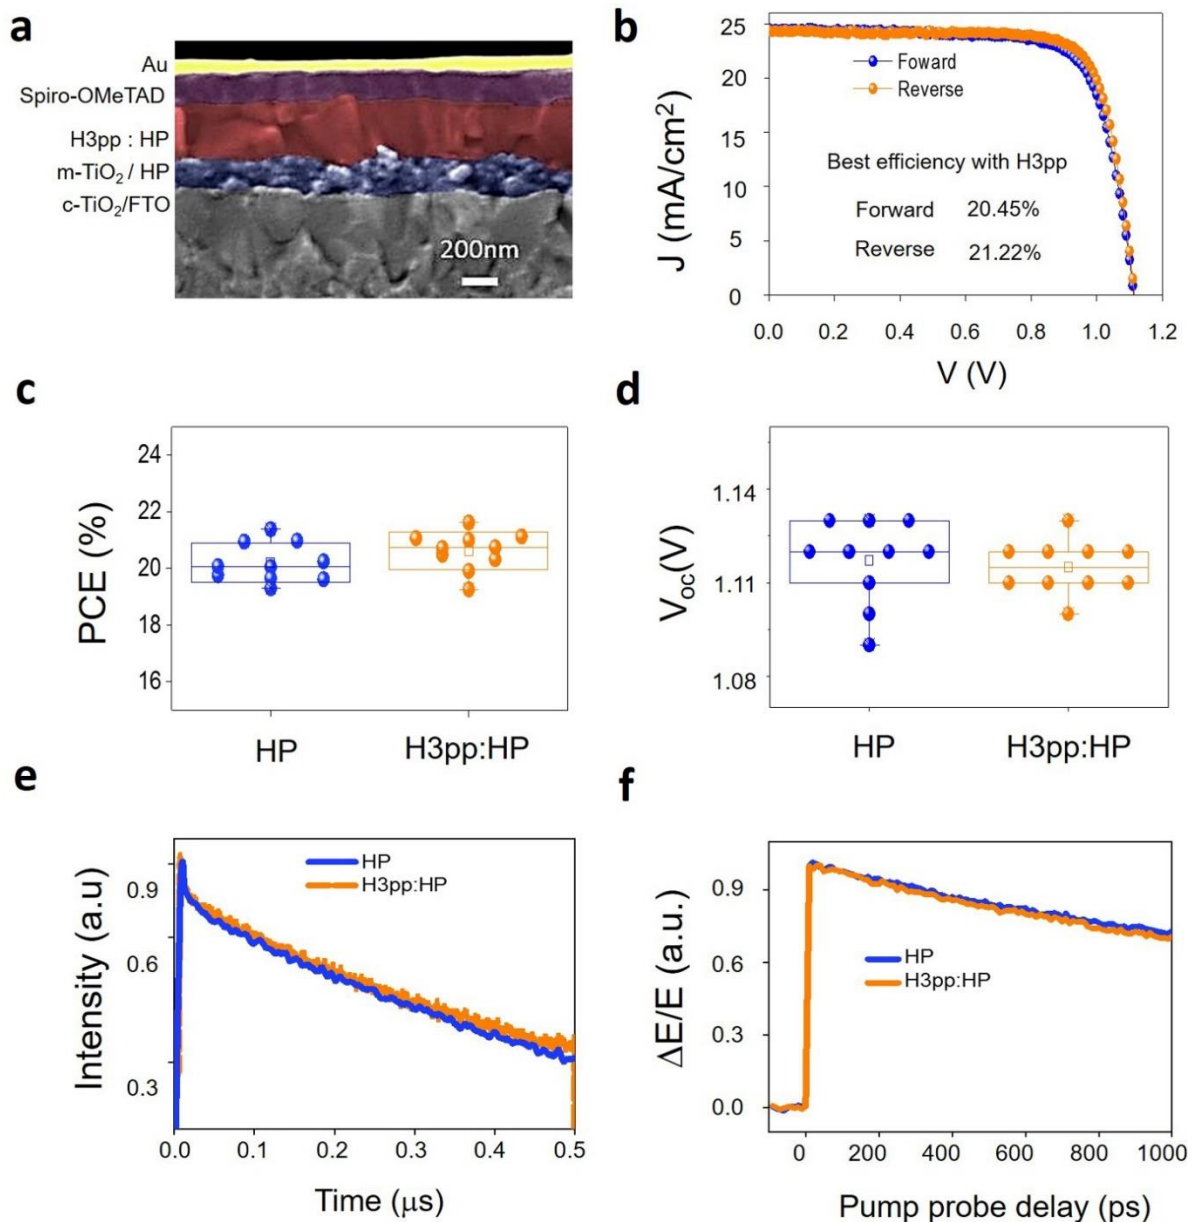 a
Au
Spiro-OMeTAD
H3pp : HP
m-TiO₂ / HP
c-TiO₂/FTO
200nm
b
J (mA/cm²)
25
20
15
10
5
0
Foward
Reverse
Best efficiency with H3pp
Forward 20.45%
Reverse 21.22%
0.0 0.2 0.4 0.6 0.8 1.0 1.2
V (V)
c
PCE (%)
24
22
20
18
16
HP H3pp:HP
d
Voc(V)
1.14
1.11
1.08
HP H3pp:HP
e
Intensity (a.u)
0.9
0.6
0.3
HP
H3pp:HP
0.0 0.1 0.2 0.3 0.4 0.5
Time (μs)
f
ΔE/E (a.u.)
0.9
0.6
0.3
0.0
HP
H3pp:HP
0 200 400 600 800 1000
Pump probe delay (ps)